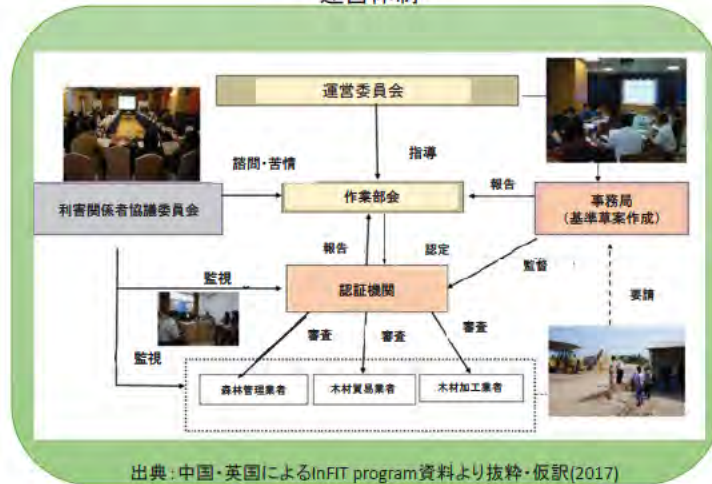 運営体制
運営委員会
指導
諮問・苦情
作業部会
報告
利害関係者協議委員会
事務局
(基準草案作成)
報告
認定
監督
監視
認証機関
要請
監視
審査
審査
審査
森林管理業者
木材貿易業者
木材加工業者
出典:中国・英国によるInFIT program資料より抜粋・仮訳(2017)